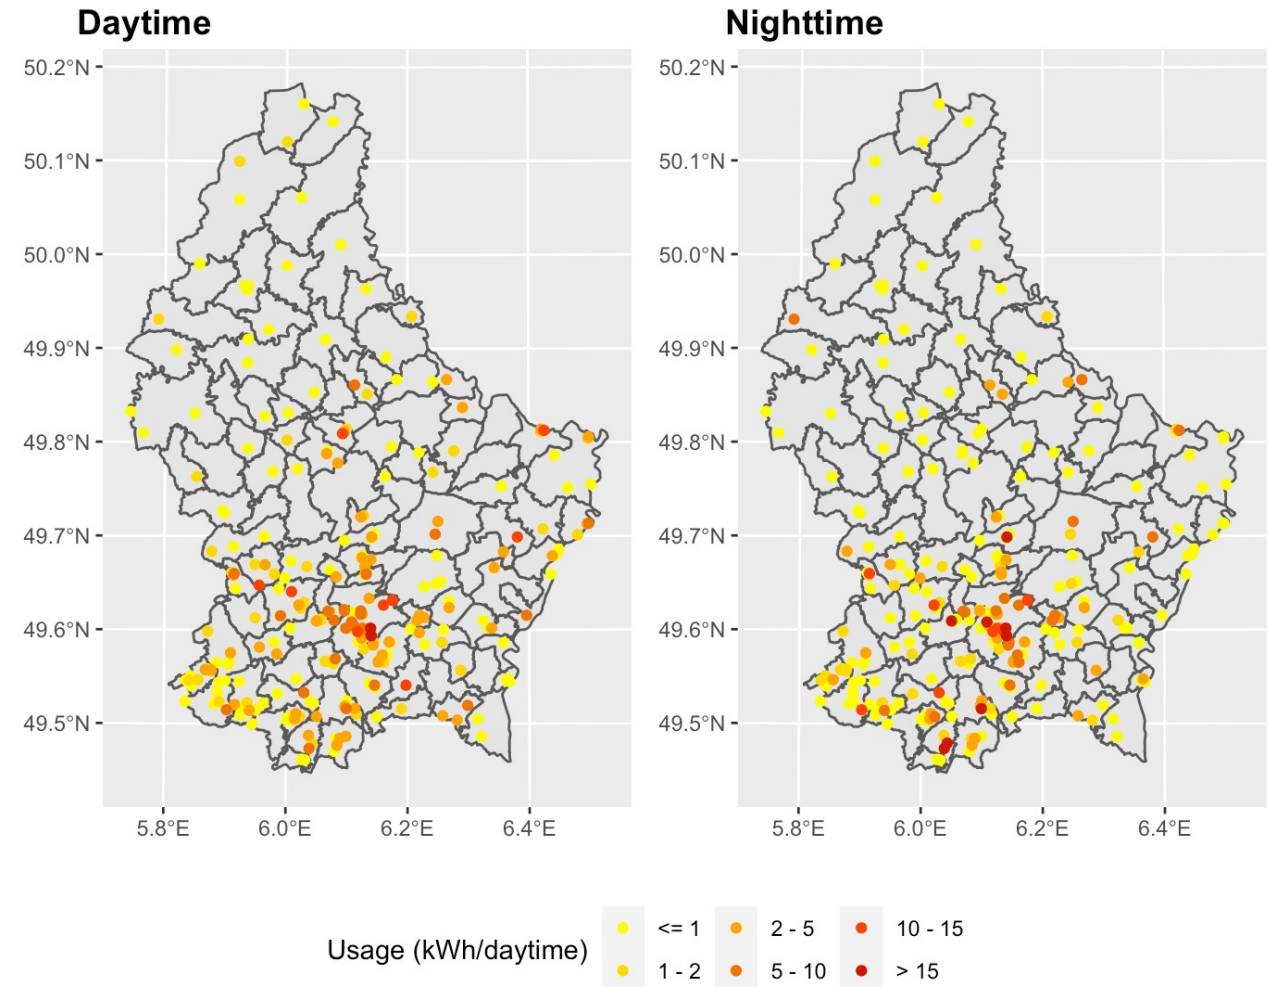 Daytime
Nighttime
50.2°N
50.1°N
50.0°N
49.9°N
49.8°N
49.7°N
49.6°N
49.5°N
5.8°E 6.0°E 6.2°E 6.4°E
50.2°N
50.1°N
50.0°N
49.9°N
49.8°N
49.7°N
49.6°N
49.5°N
5.8°E 6.0°E 6.2°E 6.4°E
Usage (kWh/daytime)
<= 1 2 - 5 10 - 15
1 - 2 5 - 10 > 15